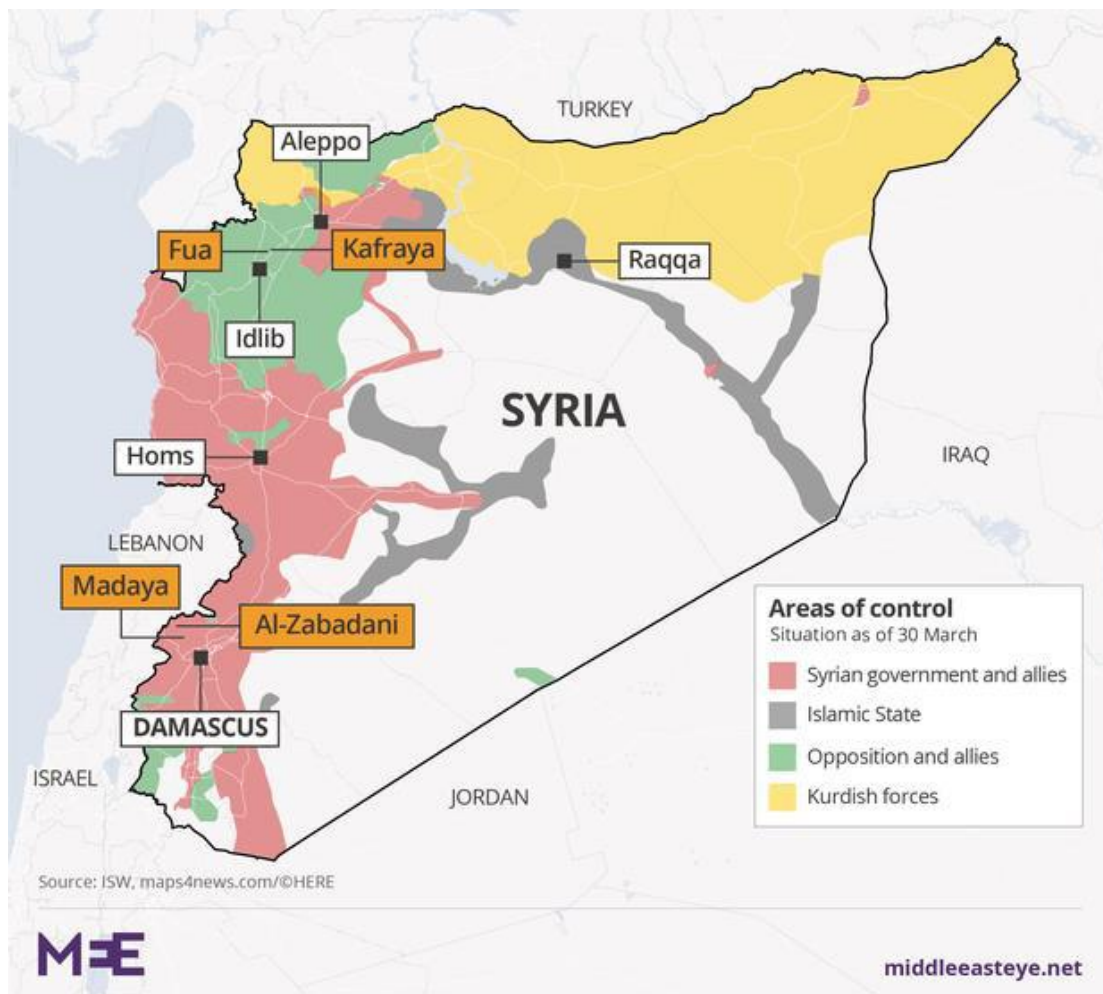 TURKEY
Aleppo
Fua
Kafraya
Raqqa
Idlib
SYRIA
Homs
IRAQ
LEBANON
Madaya
Al-Zabadani
DAMASCUS
ISRAEL
JORDAN
Areas of control
Situation as of 30 March
Syrian government and allies
Islamic State
Opposition and allies
Kurdish forces
Source: ISW, maps4news.com/©HERE
MEE
middleeasteye.net